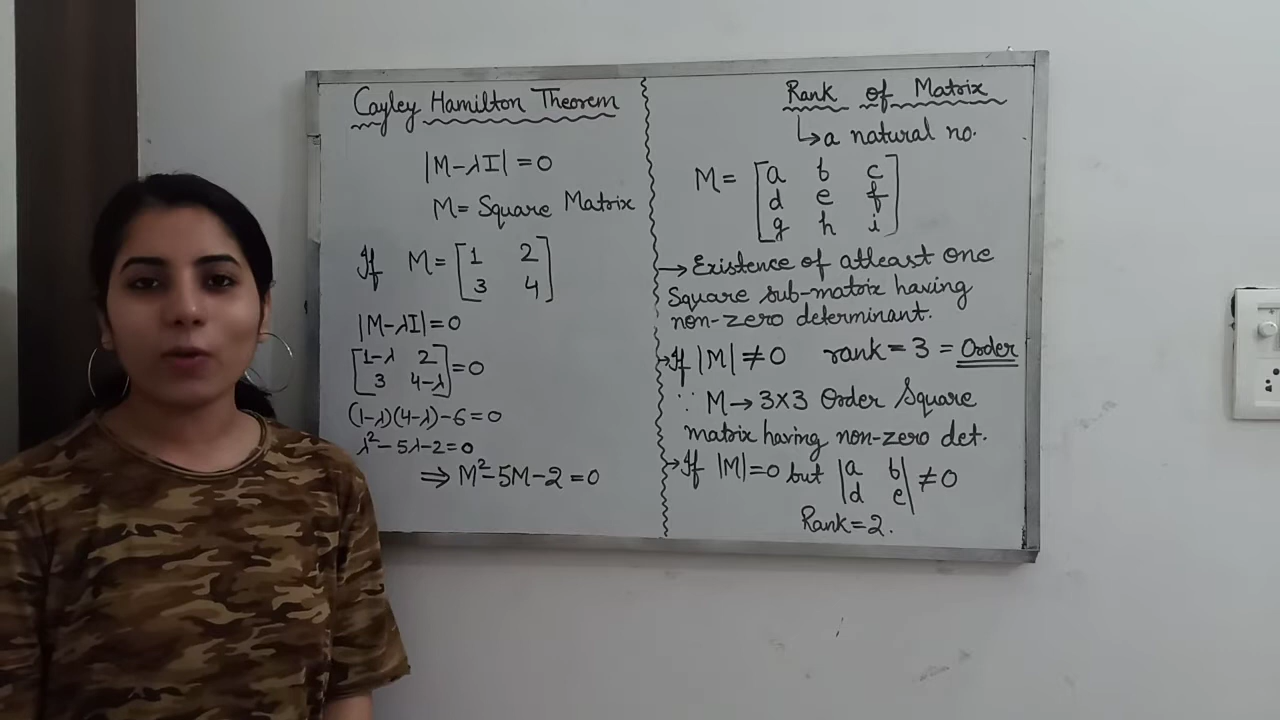 Cayley Hamilton Theorem
|M-λI| = 0
M = Square Matrix
If M = [1 2
3 4]
|M-λI| = 0
[1-λ 2
3 4-λ] = 0
(1-λ)(4-λ) - 6 = 0
λ² - 5λ - 2 = 0
⇒ M² - 5M - 2 = 0
Rank of Matrix
↳ a natural no.
M = [a b c
d e f
g h i]
→ Existence of atleast one
Square sub-matrix having
non-zero determinant.
→ If |M| ≠ 0 rank = 3 = Order
∵ M → 3×3 Order Square
matrix having non-zero det.
→ If |M| = 0 but |a b
d e| ≠ 0
Rank = 2.